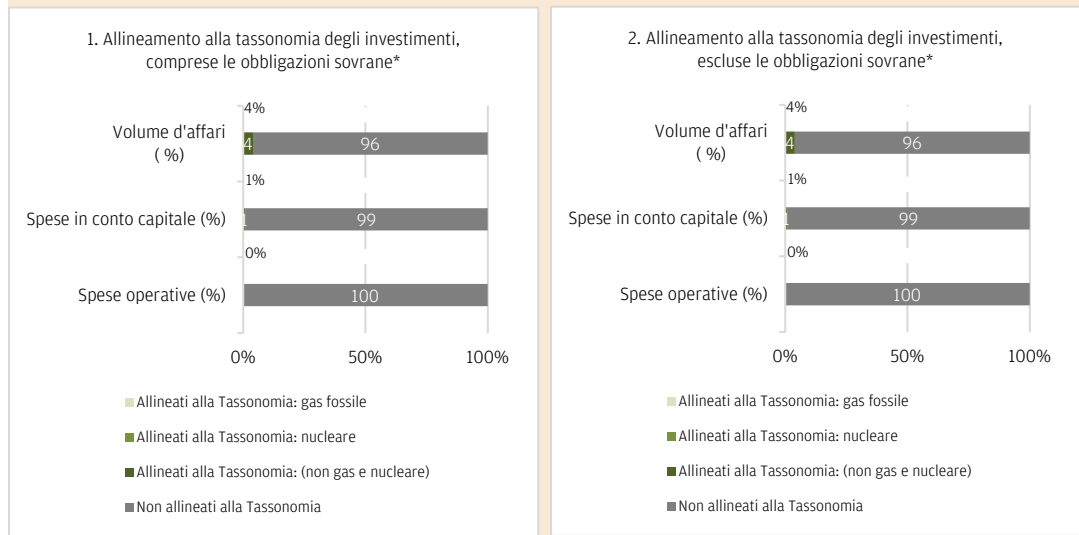 1. Allineamento alla tassonomia degli investimenti,
comprese le obbligazioni sovrane*
4%
Volume d'affari
( %)
4
96
1%
Spese in conto capitale (%)
1
99
0%
Spese operative (%)
100
0%
50%
100%
Allineati alla Tassonomia: gas fossile
Allineati alla Tassonomia: nucleare
Allineati alla Tassonomia: (non gas e nucleare)
Non allineati alla Tassonomia
2. Allineamento alla tassonomia degli investimenti,
escluse le obbligazioni sovrane*
4%
Volume d'affari
( %)
4
96
1%
Spese in conto capitale (%)
1
99
0%
Spese operative (%)
100
0%
50%
100%
Allineati alla Tassonomia: gas fossile
Allineati alla Tassonomia: nucleare
Allineati alla Tassonomia: (non gas e nucleare)
Non allineati alla Tassonomia